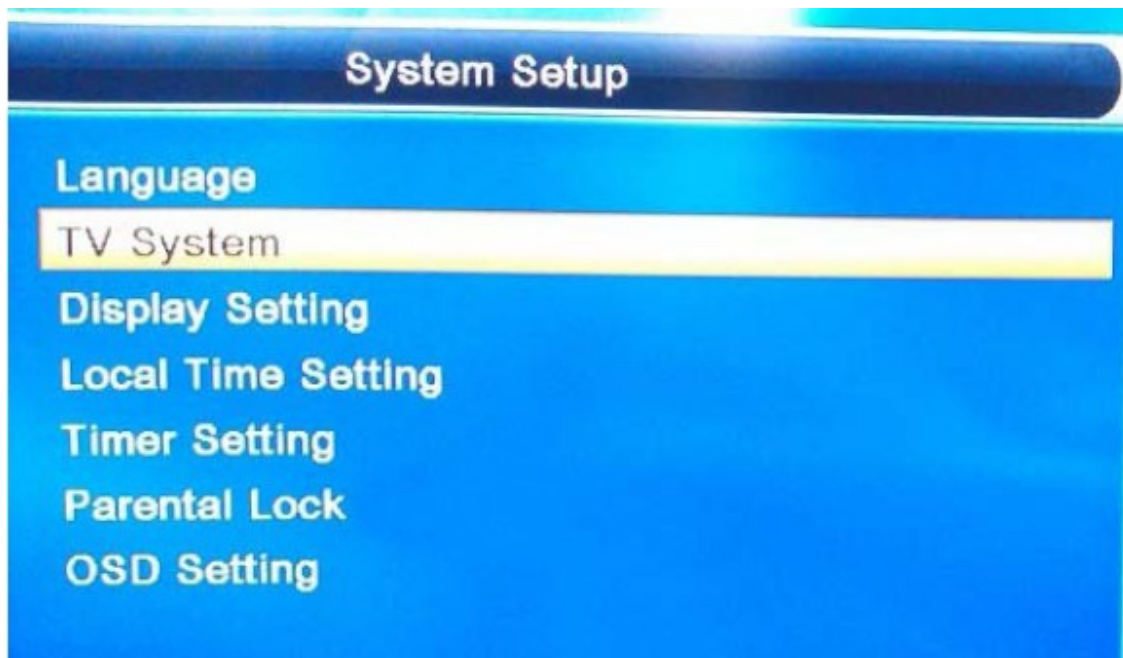 System Setup
Language
TV System
Display Setting
Local Time Setting
Timer Setting
Parental Lock
OSD Setting